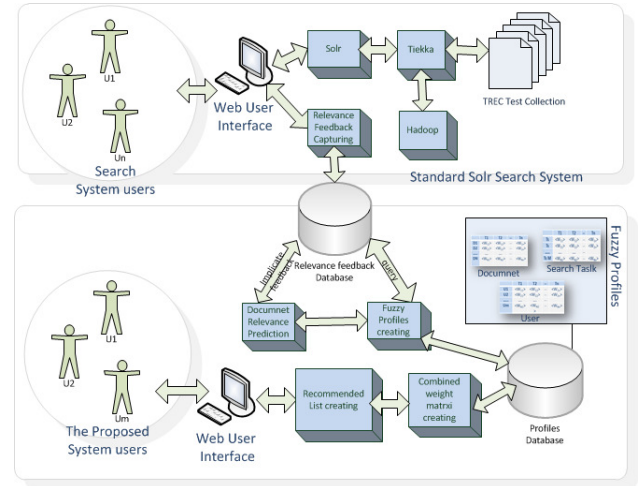 U1
U2
Un
Search
System users
Web User
Interface
Solr
Tiekka
TREC Test Collection
Relevance
Feedback
Capturing
Hadoop
Standard Solr Search System
Relevance feedback
Database
Implicate
feedback
query
Documnet
Relevance
Prediction
Fuzzy
Profiles
creating
Fuzzy Profiles
Documnet
Search Taslk
User
U1
U2
Um
The Proposed
System users
Web User
Interface
Recommended
List creating
Combined
weight
matrxi
creating
Profiles
Database